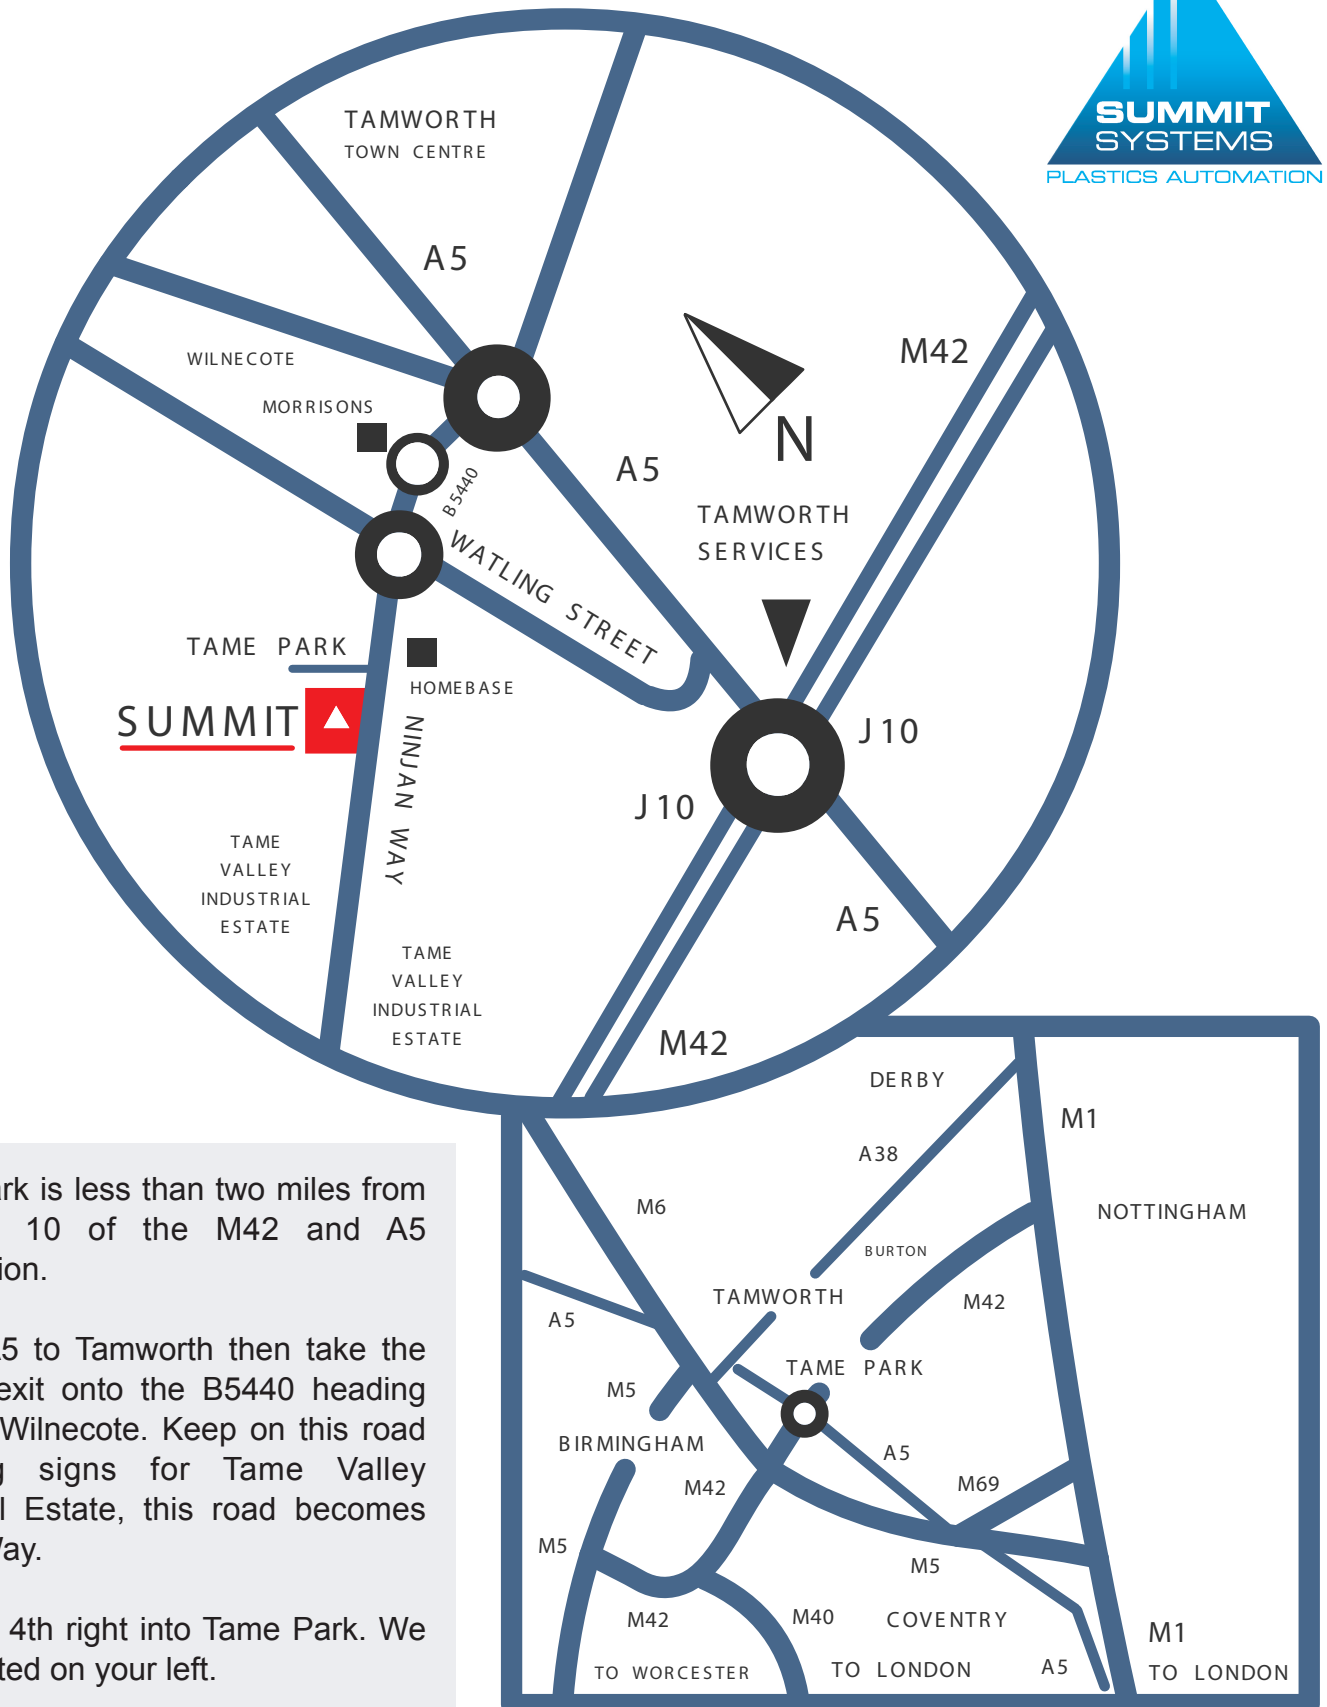 SUMMIT
SYSTEMS
PLASTICS AUTOMATION
TAMWORTH
TOWN CENTRE
A5
M42
WILNECOTE
MORRISONS
N
A5
B5440
TAMWORTH
SERVICES
WATLING STREET
TAME PARK
HOMEBASE
SUMMIT
NINJAN WAY
J10
J10
TAME
VALLEY
INDUSTRIAL
ESTATE
A5
TAME
VALLEY
INDUSTRIAL
ESTATE
M42
DERBY
M1
A38
M6
NOTTINGHAM
BURTON
TAMWORTH
M42
A5
TAME PARK
M5
BIRMINGHAM
A5
M42
M69
M5
M5
M42
M40
COVENTRY
M1
TO WORCESTER
TO LONDON
A5
TO LONDON
ark is less than two miles from
10 of the M42 and A5
ion.
A5 to Tamworth then take the
exit onto the B5440 heading
Wilnecote. Keep on this road
g signs for Tame Valley
l Estate, this road becomes
Way.
4th right into Tame Park. We
ted on your left.